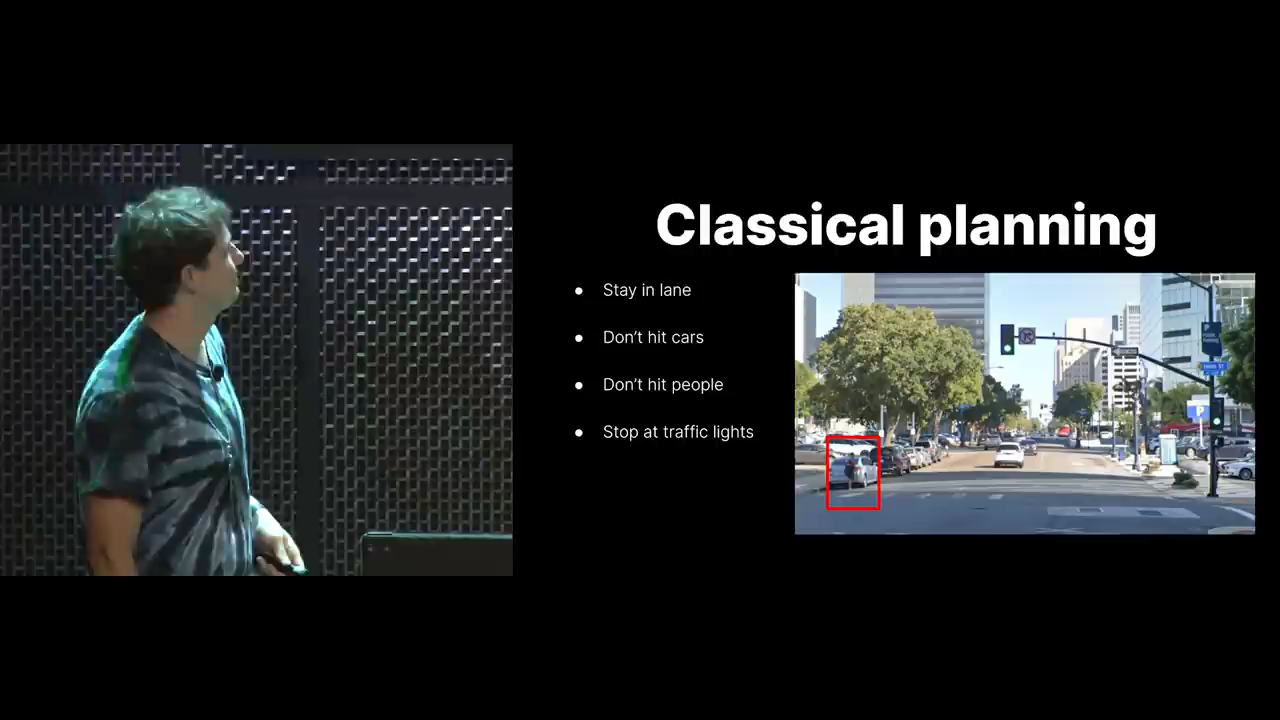 Classical planning
● Stay in lane
● Don’t hit cars
● Don’t hit people
● Stop at traffic lights
P